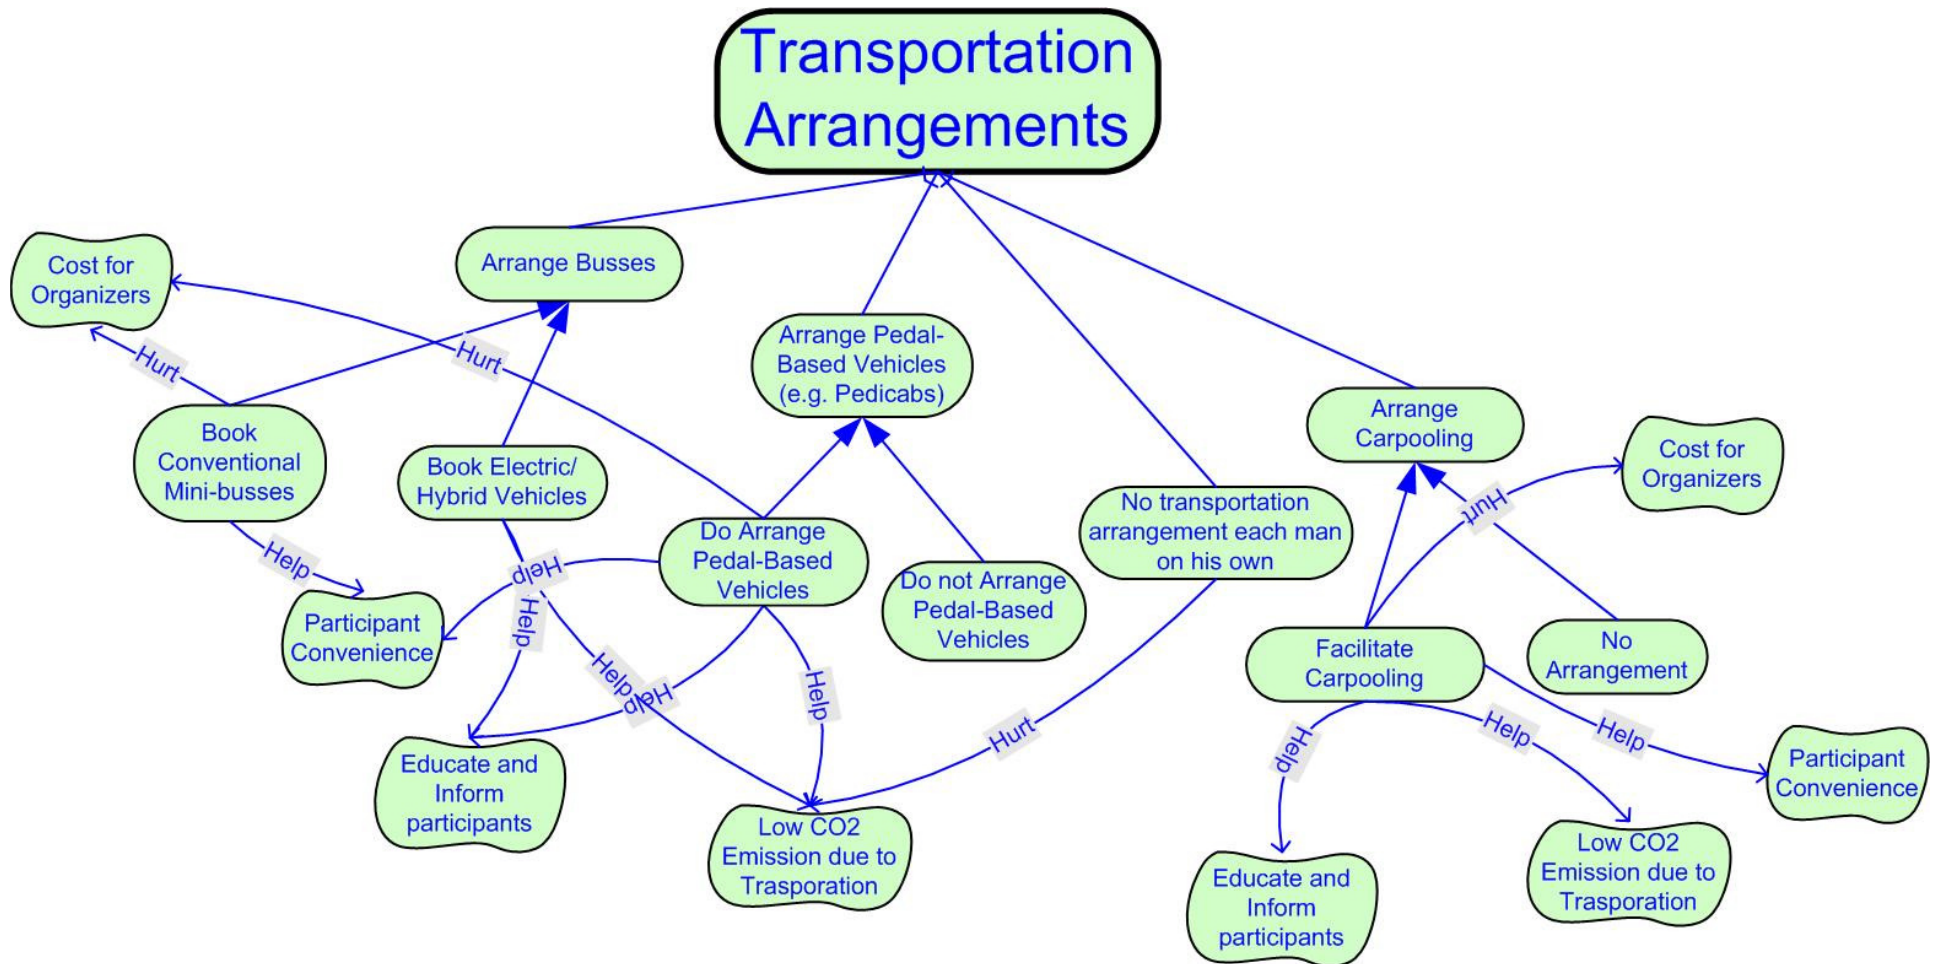 Transportation
Arrangements
Arrange Busses
Cost for
Organizers
Hurt
Hurt
Arrange Pedal-
Based Vehicles
(e.g. Pedicabs)
Arrange
Carpooling
Cost for
Organizers
Hurt
Book
Conventional
Mini-busses
Book Electric/
Hybrid Vehicles
No transportation
arrangement each man
on his own
Do Arrange
Pedal-Based
Vehicles
Do not Arrange
Pedal-Based
Vehicles
Help
Help
Help
Participant
Convenience
Facilitate
Carpooling
No
Arrangement
Help
Help
Help
Hurt
Help
Help
Help
Educate and
Inform
participants
Low CO2
Emission due to
Trasporation
Participant
Convenience
Low CO2
Emission due to
Trasporation
Educate and
Inform
participants